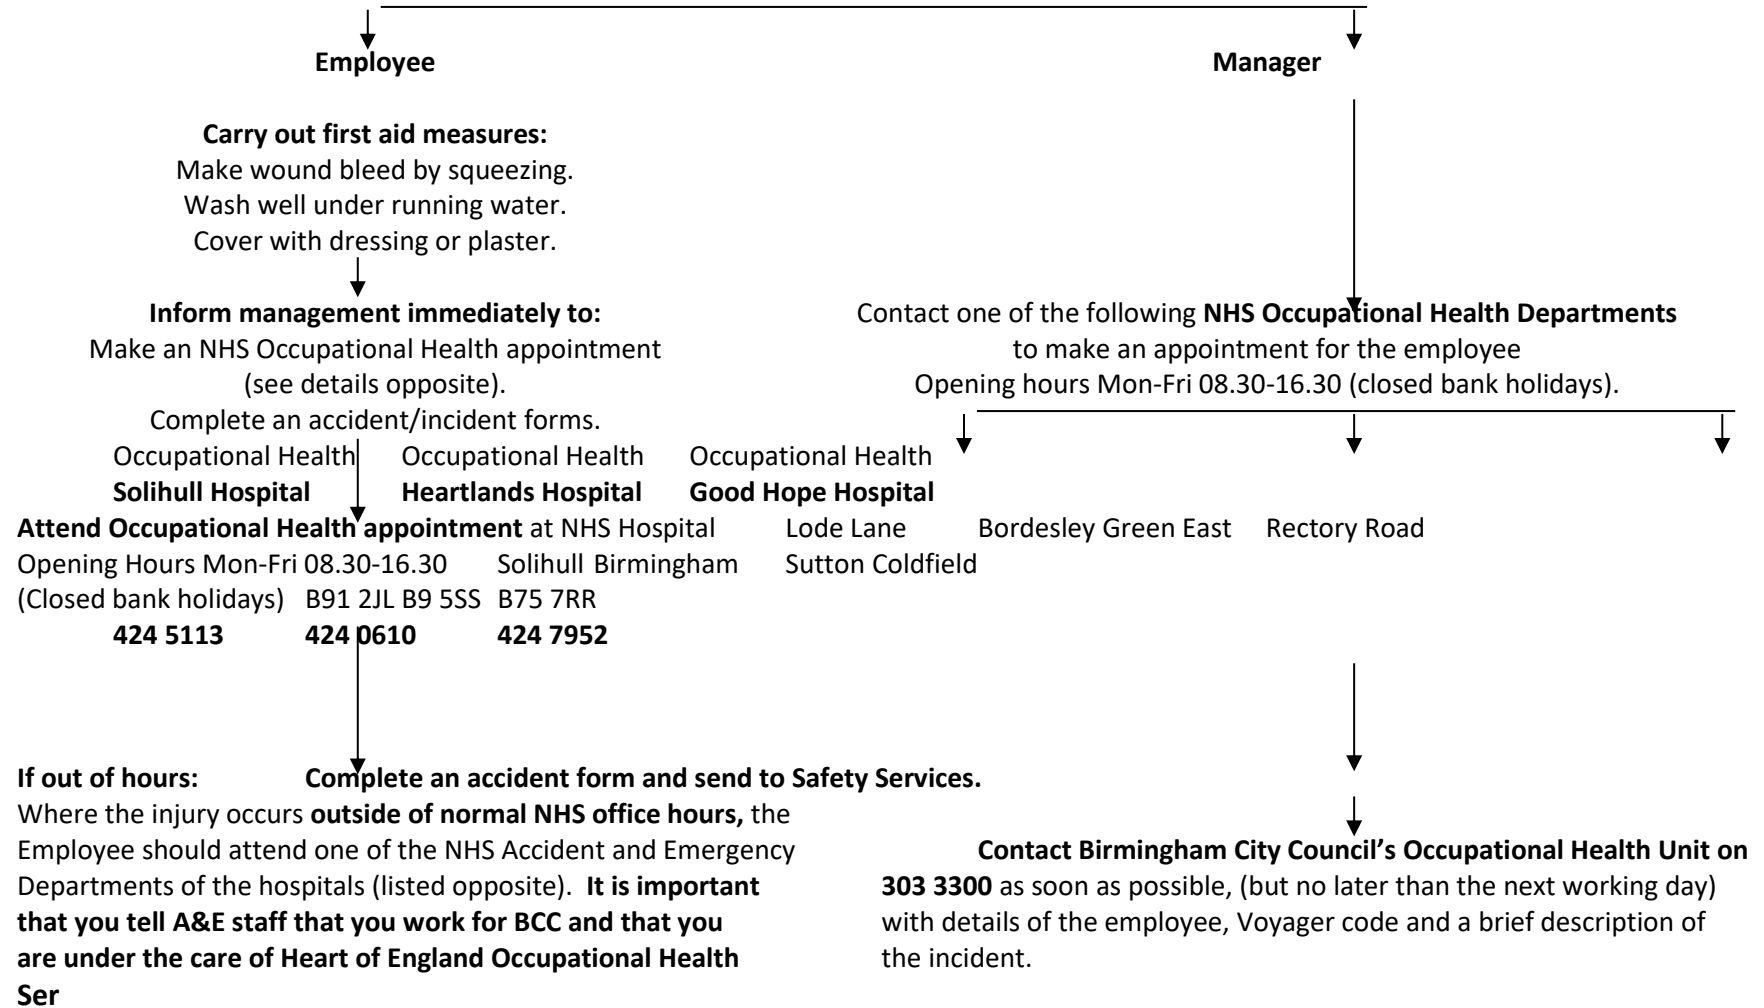 Employee Manager
Carry out first aid measures:
Make wound bleed by squeezing.
Wash well under running water.
Cover with dressing or plaster.
Inform management immediately to: Contact one of the following NHS Occupational Health Departments
Make an NHS Occupational Health appointment to make an appointment for the employee
(see details opposite). Opening hours Mon-Fri 08.30-16.30 (closed bank holidays).
Complete an accident/incident forms.
Occupational Health Occupational Health Occupational Health
Solihull Hospital Heartlands Hospital Good Hope Hospital
Attend Occupational Health appointment at NHS Hospital Lode Lane Bordesley Green East Rectory Road
Opening Hours Mon-Fri 08.30-16.30 Solihull Birmingham Sutton Coldfield
(Closed bank holidays) B91 2JL B9 5SS B75 7RR
424 5113 424 0610 424 7952
If out of hours: Complete an accident form and send to Safety Services.
Where the injury occurs outside of normal NHS office hours, the
Employee should attend one of the NHS Accident and Emergency
Departments of the hospitals (listed opposite). It is important
that you tell A&E staff that you work for BCC and that you
are under the care of Heart of England Occupational Health
Ser
Contact Birmingham City Council's Occupational Health Unit on
303 3300 as soon as possible, (but no later than the next working day)
with details of the employee, Voyager code and a brief description of
the incident.